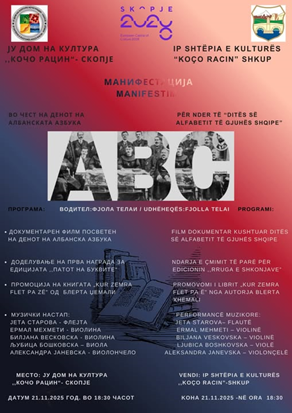 SKOPJE
2028
ЈУ ДОМ НА КУЛТУРА
,,КОЧО РАЦИН"- СКОПЈЕ
IP SHTËPIA E KULTURËS
"KOÇO RACIN" SHKUP
МАНИФЕСТАЦИЈА
MANIFESTIM
ВО ЧЕСТ НА ДЕНОТ НА
АЛБАНСКАТА АЗБУКА
PËR NDER TË "DITËS SË
ALFABETIT TË GJUHËS SHQIPE"
ABC
ПРОГРАМА: ВОДИТЕЛ:ФЈОЛА ТЕЛАИ / UDHËHEQËS:FJOLLA TELAI PROGRAMI:
• ДОКУМЕНТАРЕН ФИЛМ ПОСВЕТЕН
НА ДЕНОТ НА АЛБАНСКА АЗБУКА
FILM DOKUMENTAR KUSHTUAR DITËS
SË ALFABETIT TË GJUHËS SHQIPE
• ДОДЕЛУВАЊЕ НА ПРВА НАГРАДА ЗА
ЕДИЦИЈАТА ,,ПАТОТ НА БУКВИТЕ"
NDARJA E ÇMIMIT TË PARË PËR
EDICIONIN ,,RRUGA E SHKONJAVE"
• ПРОМОЦИЈА НА КНИГАТА ,,KUR ZEMRA
FLET PA ZË" ОД БЛЕРТА ЏЕМАЛИ
PROMOVIMI I LIBRIT ,,KUR ZEMRA
FLET PA ZË" NGA AUTORJA BLERTA
XHEMALI
• МУЗИЧКИ НАСТАП:
ЈЕТА СТАРОВА - ФЛЕЈТА
ЕРМАЛ МЕХМЕТИ - ВИОЛИНА
БИЛЈАНА ВЕСКОВСКА - ВИОЛИНА
ЉУБИЦА БОШКОВСКА - ВИОЛА
АЛЕКСАНДРА ЈАНЕВСКА - ВИОЛОНЧЕЛО
PERFORMCË MUZIKORE:
JETA STAROVA- FLAUTË
ERMAL MEHMETI - VIOLINË
BILJANA VESKOVSKA - VIOLINË
LJUBICA BOSHKOVSKA - VIOLË
ALEKSANDRA JANEVSKA - VIOLONÇELË
МЕСТО: ЈУ ДОМ НА КУЛТУРА
,,КОЧО РАЦИН"- СКОПЈЕ
VENDI: IP SHTËPIA E KULTURËS
"KOÇO RACIN"-SHKUP
ДАТУМ 21.11.2025 ГОД. ВО 18:30 ЧАСОТ
KOHA 21.11.2025 -NË ORA 18:30